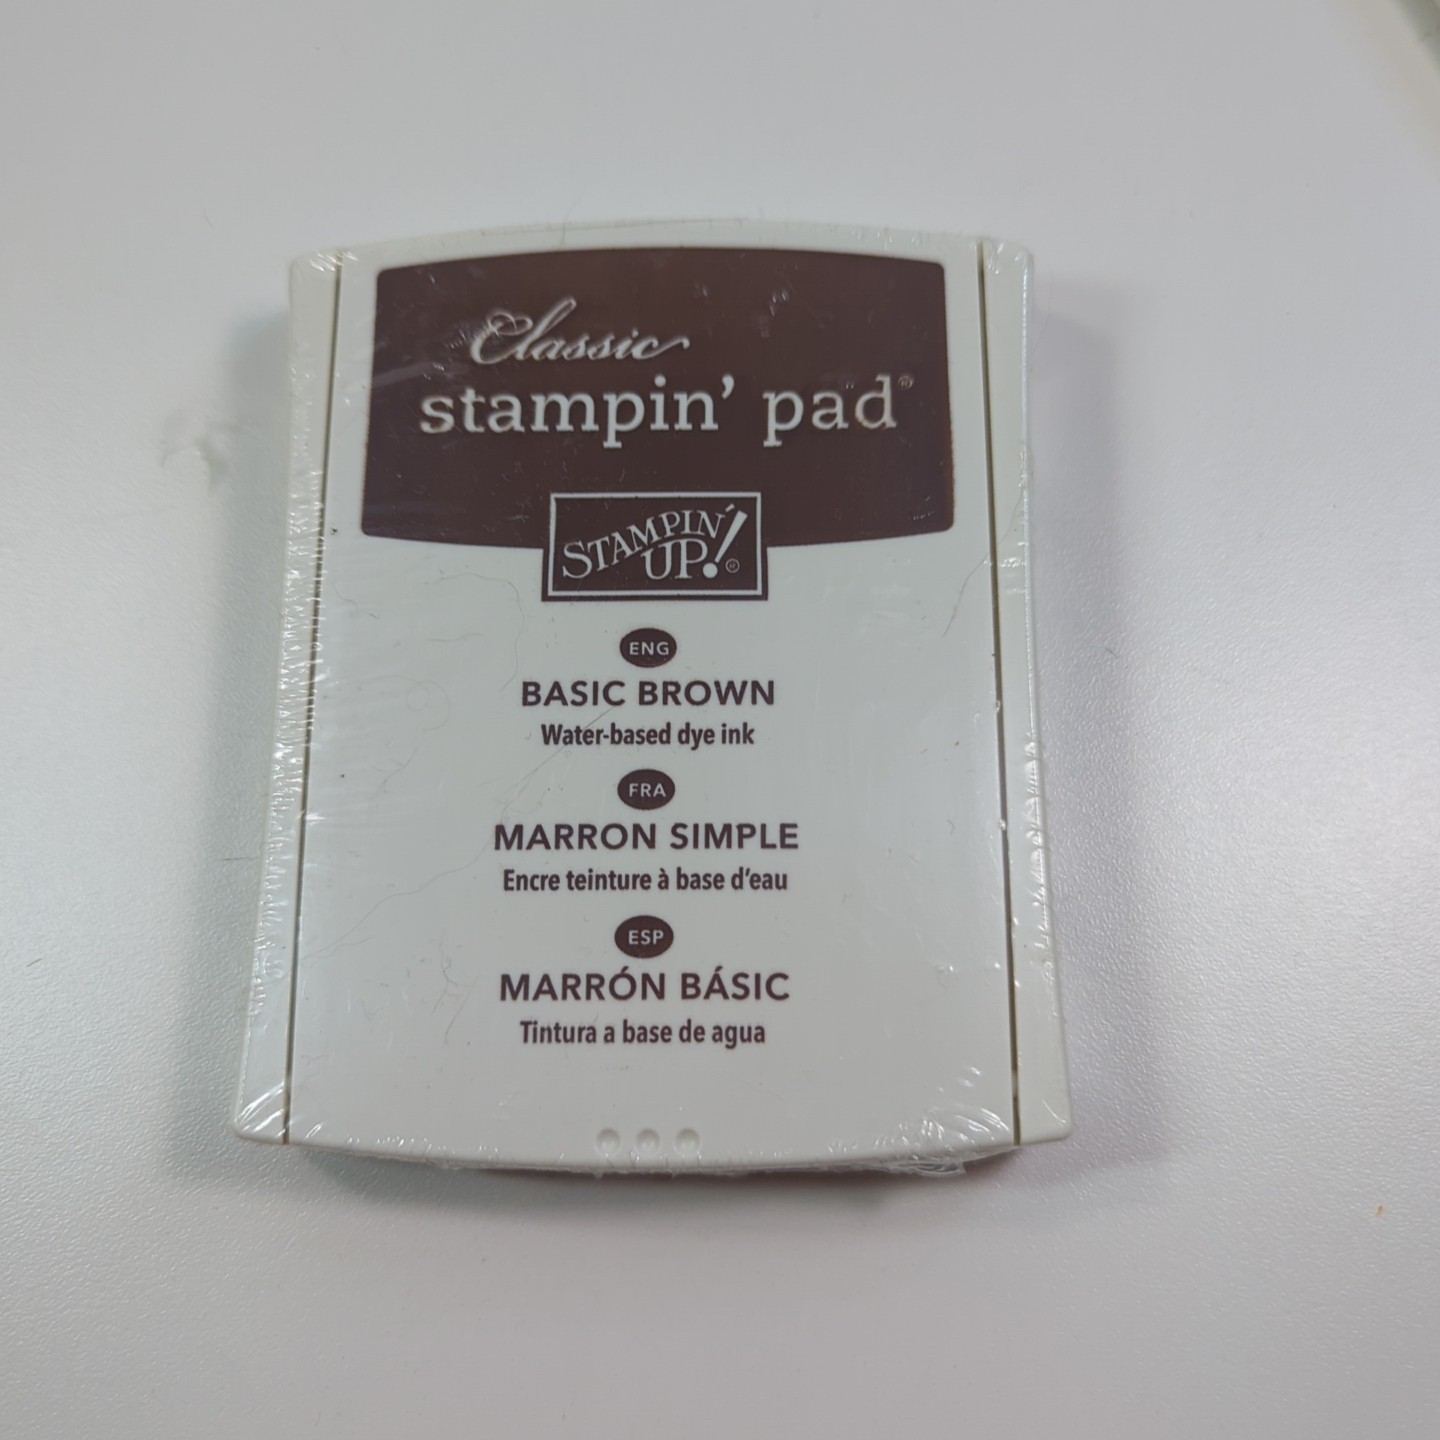 Classic
stampin' pad®
STAMPIN'
UP!®
ENG
BASIC BROWN
Water-based dye ink
FRA
MARRON SIMPLE
Encre teinture à base d'eau
ESP
MARRÓN BÁSIC
Tintura a base de agua